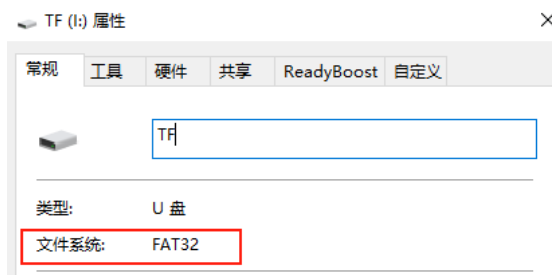 TF (I:) 属性
常规 工具 硬件 共享 ReadyBoost 自定义
TF
类型: U 盘
文件系统: FAT32